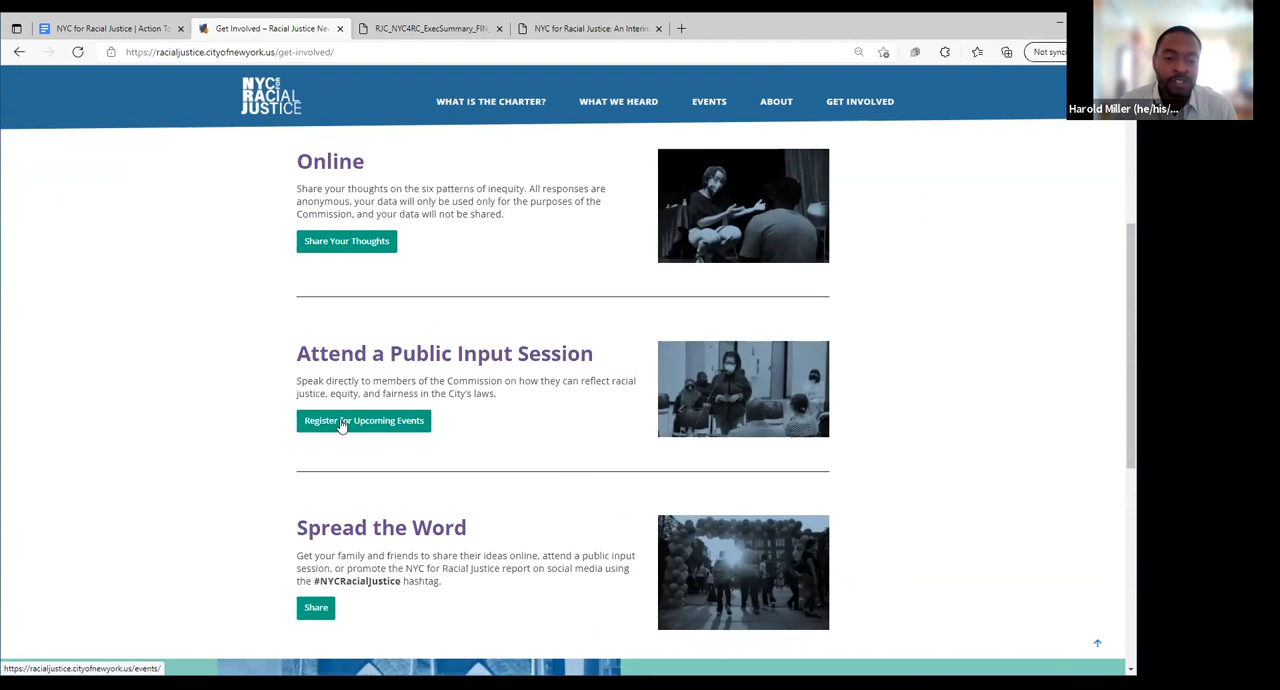 NYC for Racial Justice | Action To
Get Involved – Racial Justice Ne
RJC_NYC4RC_ExecSummary_FIN
NYC for Racial Justice: An Interin
https://racialjustice.cityofnewyork.us/get-involved/
Not sync
Harold Miller (he/his/...
NYC FOR
RACIAL
JUSTICE
WHAT IS THE CHARTER?
WHAT WE HEARD
EVENTS
ABOUT
GET INVOLVED
Online
Share your thoughts on the six patterns of inequity. All responses are
anonymous, your data will only be used only for the purposes of the
Commission, and your data will not be shared.
Share Your Thoughts
Attend a Public Input Session
Speak directly to members of the Commission on how they can reflect racial
justice, equity, and fairness in the City's laws.
Register for Upcoming Events
Spread the Word
Get your family and friends to share their ideas online, attend a public input
session, or promote the NYC for Racial Justice report on social media using
the #NYCRacialJustice hashtag.
Share
https://racialjustice.cityofnewyork.us/events/